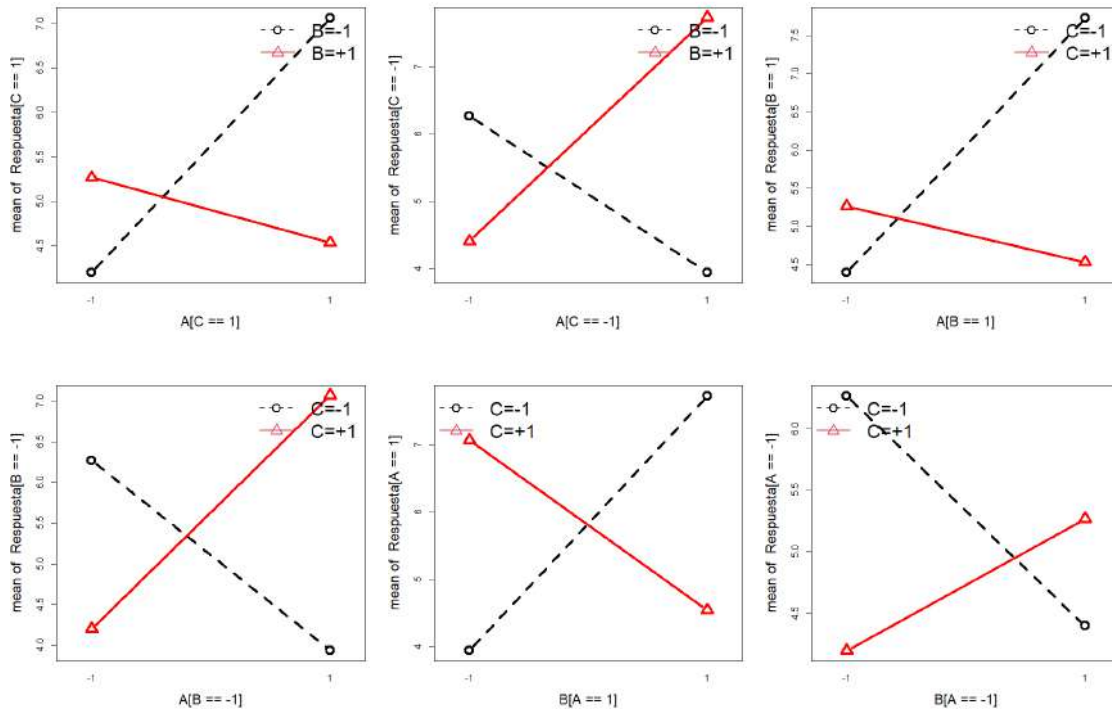 mean of Respuesta[C == 1]
7.0
6.5
6.0
5.5
5.0
4.5
B=-1
B=+1
-1
1
A[C == 1]
mean of Respuesta[C == -1]
7
6
5
4
B=-1
B=+1
-1
1
A[C == -1]
mean of Respuesta[B == 1]
7.5
7.0
6.5
6.0
5.5
5.0
4.5
C=-1
C=+1
-1
1
A[B == 1]
mean of Respuesta[B == -1]
7.0
6.5
6.0
5.5
5.0
4.5
4.0
C=-1
C=+1
-1
1
A[B == -1]
mean of Respuesta[A == 1]
7
6
5
4
C=-1
C=+1
-1
1
B[A == 1]
mean of Respuesta[A == -1]
6.0
5.5
5.0
4.5
C=-1
C=+1
-1
1
B[A == -1]